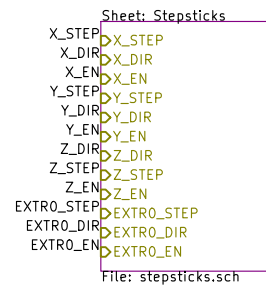 Sheet: Stepsticks
X_STEP X_STEP
X_DIR X_DIR
X_EN X_EN
Y_STEP Y_STEP
Y_DIR Y_DIR
Y_EN Y_EN
Z_DIR Z_DIR
Z_STEP Z_STEP
Z_EN Z_EN
EXTR0_STEP EXTR0_STEP
EXTR0_DIR EXTR0_DIR
EXTR0_EN EXTR0_EN
File: stepsticks.sch